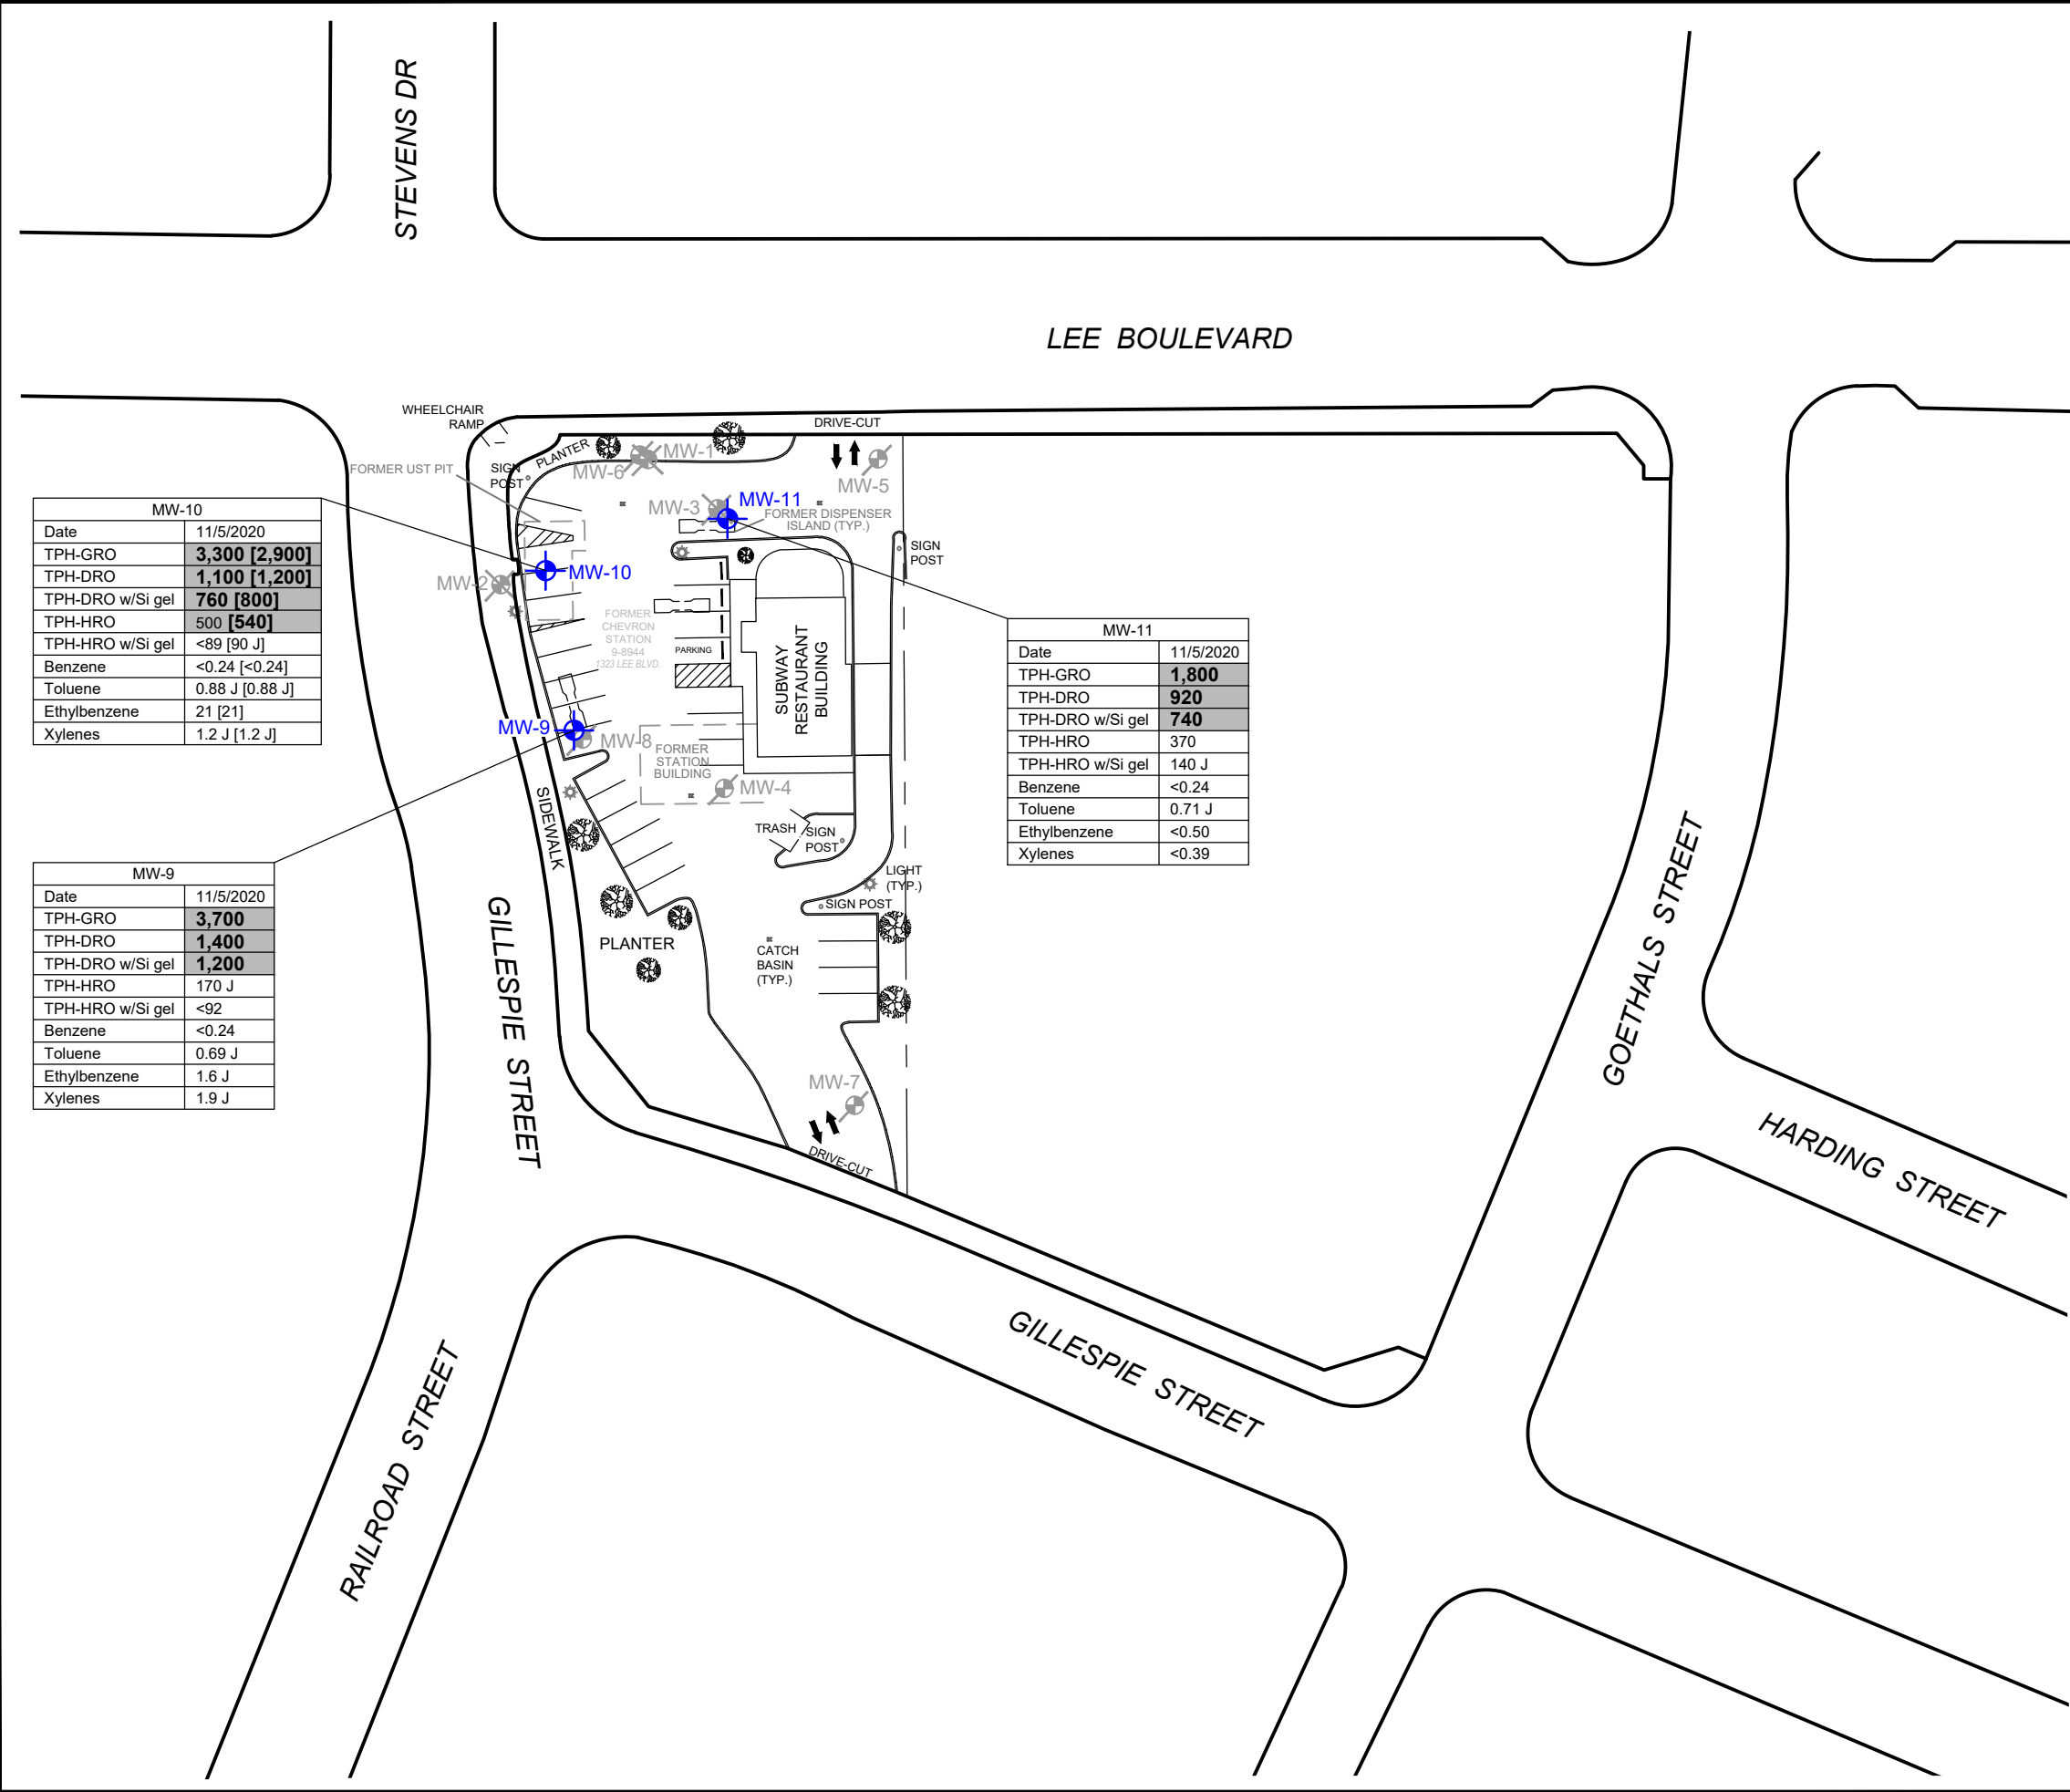 STEVENS DR
LEE BOULEVARD
WHEELCHAIR
RAMP
DRIVE-CUT
PLANTER
MW-1
FORMER UST PIT
SIGN
POST
MW-6
MW-5
MW-3
MW-11
FORMER DISPENSER
ISLAND (TYP.)
SIGN
POST
MW-2
MW-10
FORMER
CHEVRON
STATION
9-8944
1323 LEE BLVD.
PARKING
SUBWAY
RESTAURANT
BUILDING
MW-9
MW-8
FORMER
STATION
BUILDING
MW-4
SIDEWALK
TRASH
SIGN
POST
LIGHT
(TYP.)
SIGN POST
PLANTER
CATCH
BASIN
(TYP.)
MW-7
DRIVE-CUT
GILLESPIE STREET
GOETHALS STREET
HARDING STREET
GILLESPIE STREET
RAILROAD STREET
MW-10
Date 11/5/2020
TPH-GRO 3,300 [2,900]
TPH-DRO 1,100 [1,200]
TPH-DRO w/Si gel 760 [800]
TPH-HRO 500 [540]
TPH-HRO w/Si gel <89 [90 J]
Benzene <0.24 [<0.24]
Toluene 0.88 J [0.88 J]
Ethylbenzene 21 [21]
Xylenes 1.2 J [1.2 J]
MW-11
Date 11/5/2020
TPH-GRO 1,800
TPH-DRO 920
TPH-DRO w/Si gel 740
TPH-HRO 370
TPH-HRO w/Si gel 140 J
Benzene <0.24
Toluene 0.71 J
Ethylbenzene <0.50
Xylenes <0.39
MW-9
Date 11/5/2020
TPH-GRO 3,700
TPH-DRO 1,400
TPH-DRO w/Si gel 1,200
TPH-HRO 170 J
TPH-HRO w/Si gel <92
Benzene <0.24
Toluene 0.69 J
Ethylbenzene 1.6 J
Xylenes 1.9 J